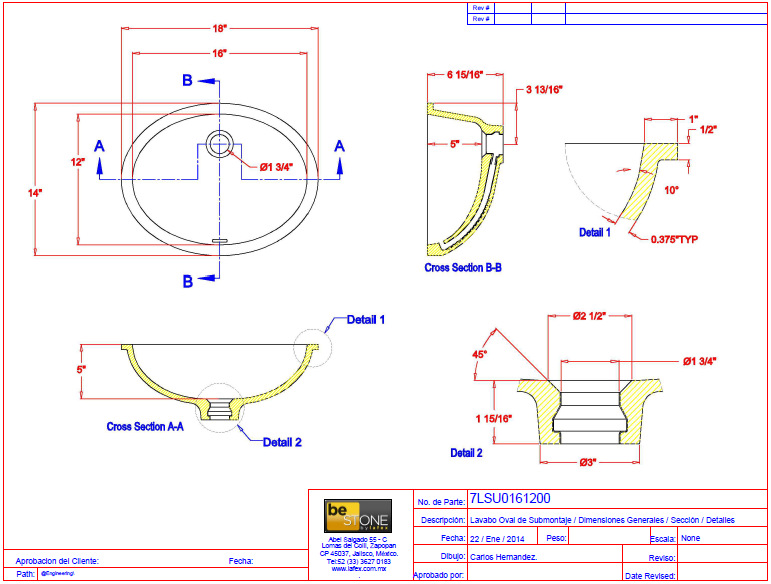 Rev #
Rev #
18"
16"
B
A
A
12"
14"
Ø1 3/4"
B
6 15/16"
3 13/16"
5"
Cross Section B-B
1"
1/2"
10°
0.375"TYP
Detail 1
Detail 1
5"
Cross Section A-A
Detail 2
Ø2 1/2"
45°
Ø1 3/4"
1 15/16"
Ø3"
Detail 2
be
STONE
by lafex
Abel Salgado 55 - C
Lomas del Colli, Zapopan
CP 45037, Jalisco, México.
Tel:52 (33) 3627 0183
www.lafex.com.mx
No. de Parte: 7LSU0161200
Descripción: Lavabo Oval de Submontaje / Dimensiones Generales / Sección / Detalles
Fecha: 22 / Ene / 2014 Peso: Escala: None
Dibujo: Carlos Hernandez. Reviso:
Aprobado por: Date Revised:
Aprobacion del Cliente: Fecha:
Path: @Engineering\